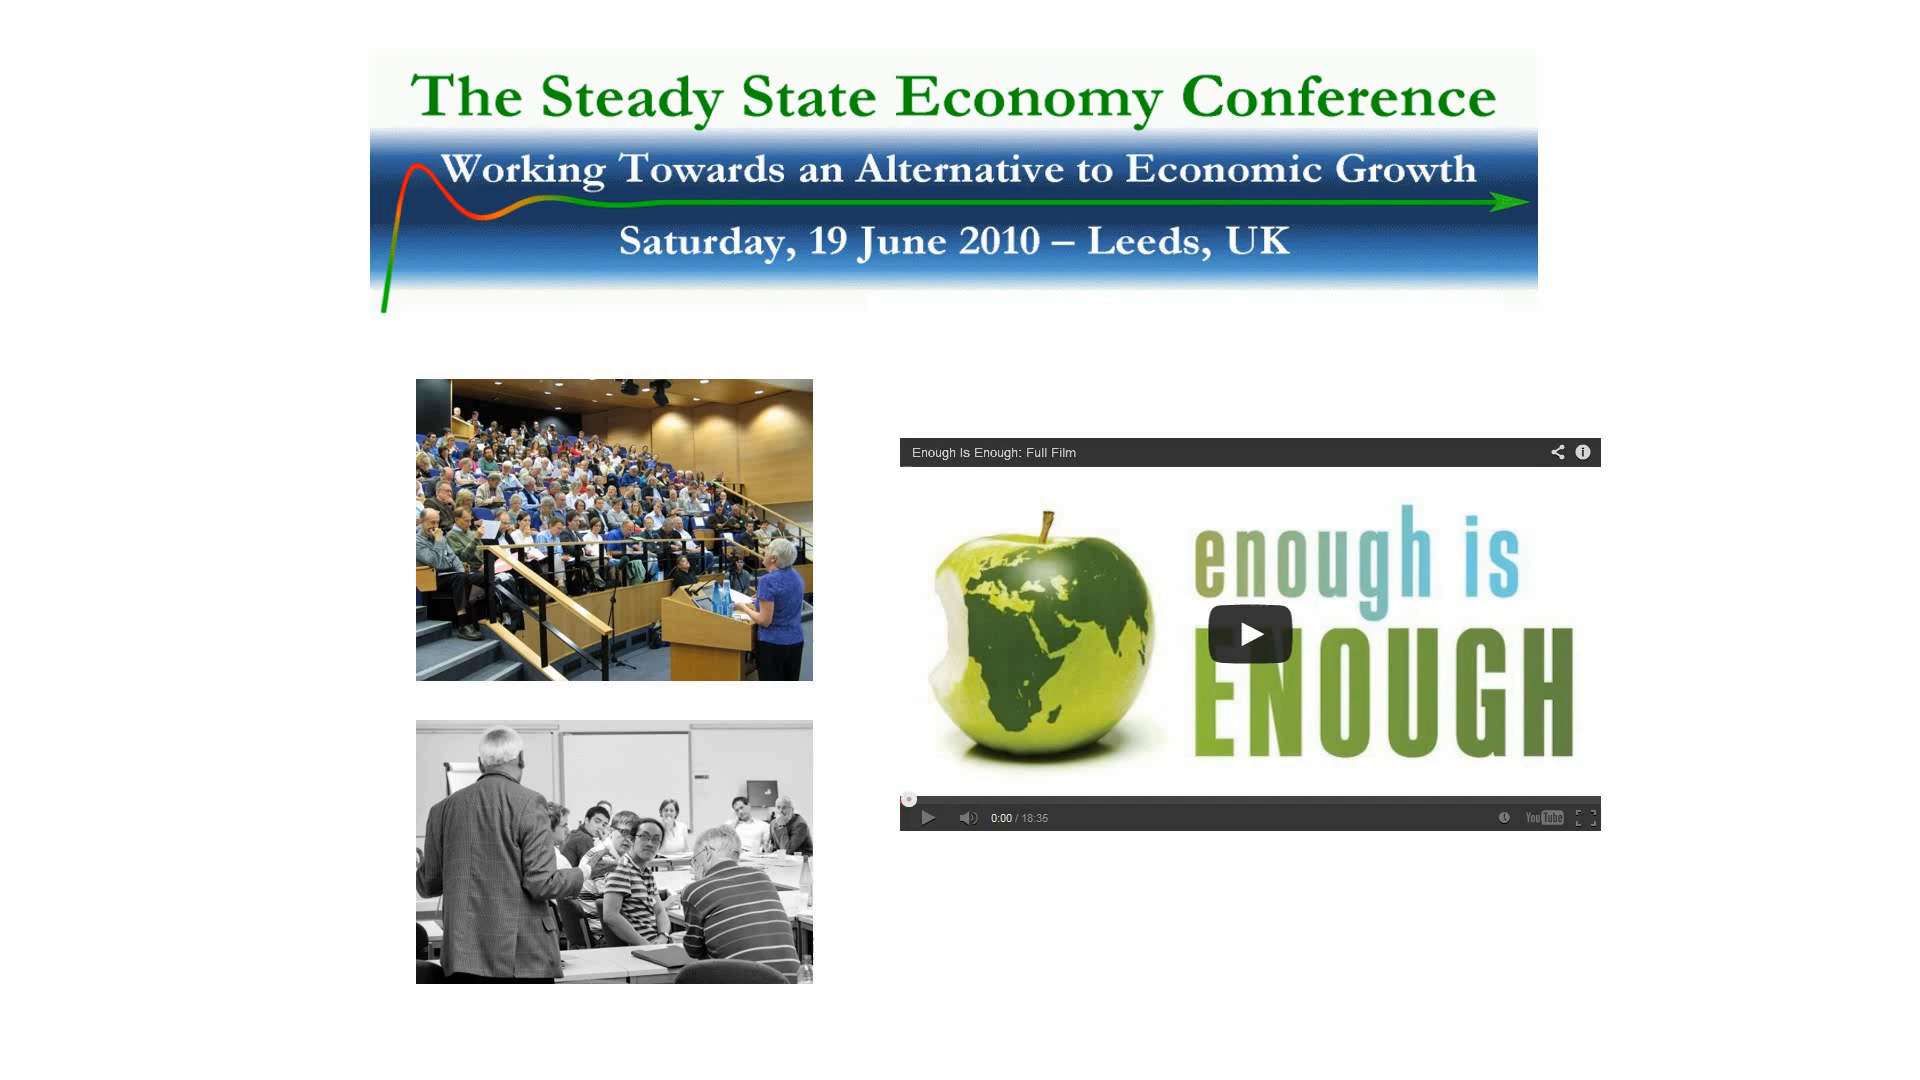 The Steady State Economy Conference
Working Towards an Alternative to Economic Growth
Saturday, 19 June 2010 – Leeds, UK
Enough Is Enough: Full Film
enough is
ENOUGH
0:00 / 18:35
YouTube